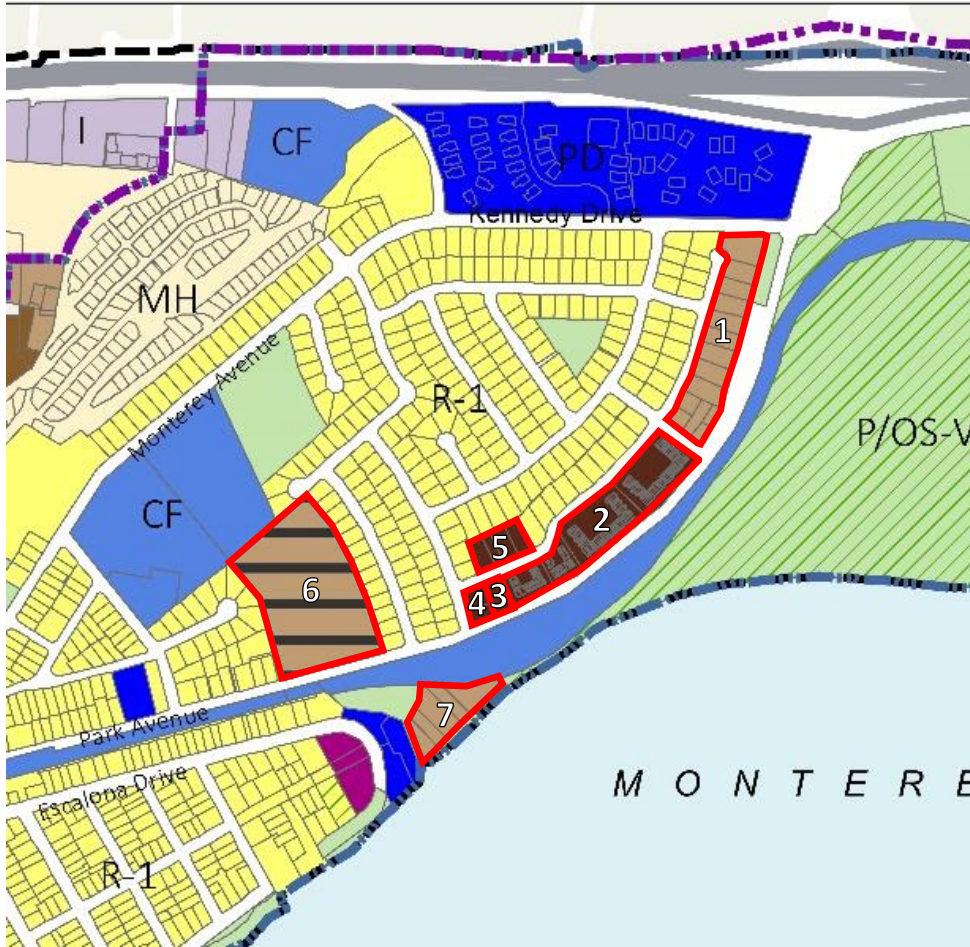 I
CF
PD
Kennedy Drive
MH
1
Monterey Avenue
R-1
P/OS-V
CF
2
5
6
4
3
7
Park Avenue
Escalona Drive
MONTERE
R-1